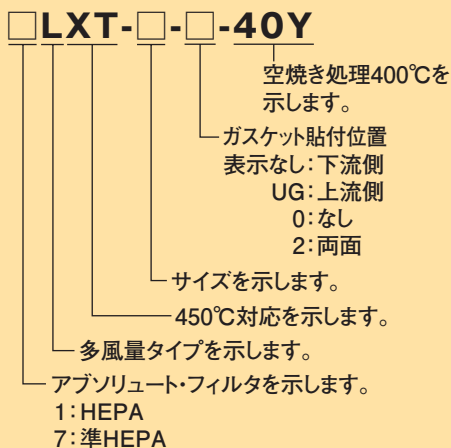 □LXT-□-□-40Y
空焼き処理400℃を
示します。
ガスケット貼付位置
表示なし：下流側
UG：上流側
0：なし
2：両面
サイズを示します。
450℃対応を示します。
多風量タイプを示します。
アブソリュート・フィルタを示します。
1：HEPA
7：準HEPA